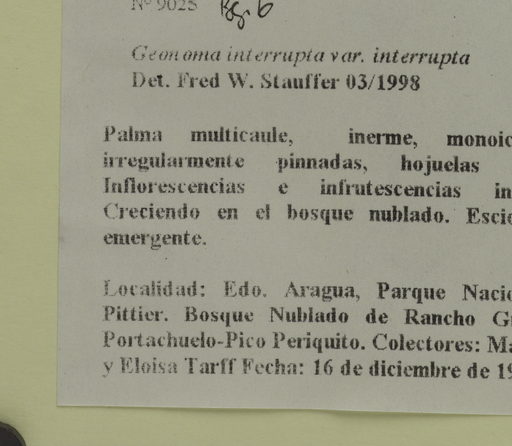 Nº 9025
Geonoma interrupta var. interrupta
Det. Fred W. Stauffer 03/1998
Palma multicaule, inerme, monoic
irregularmente pinnadas, hojuelas
Inflorescencias e infrutescencias in
Creciendo en el bosque nublado. Escio
emergente.
Localidad: Edo. Aragua, Parque Nacio
Pittier. Bosque Nublado de Rancho G
Portachuelo-Pico Periquito. Colectores: Ma
y Eloisa Tarff Fecha: 16 de diciembre de 19